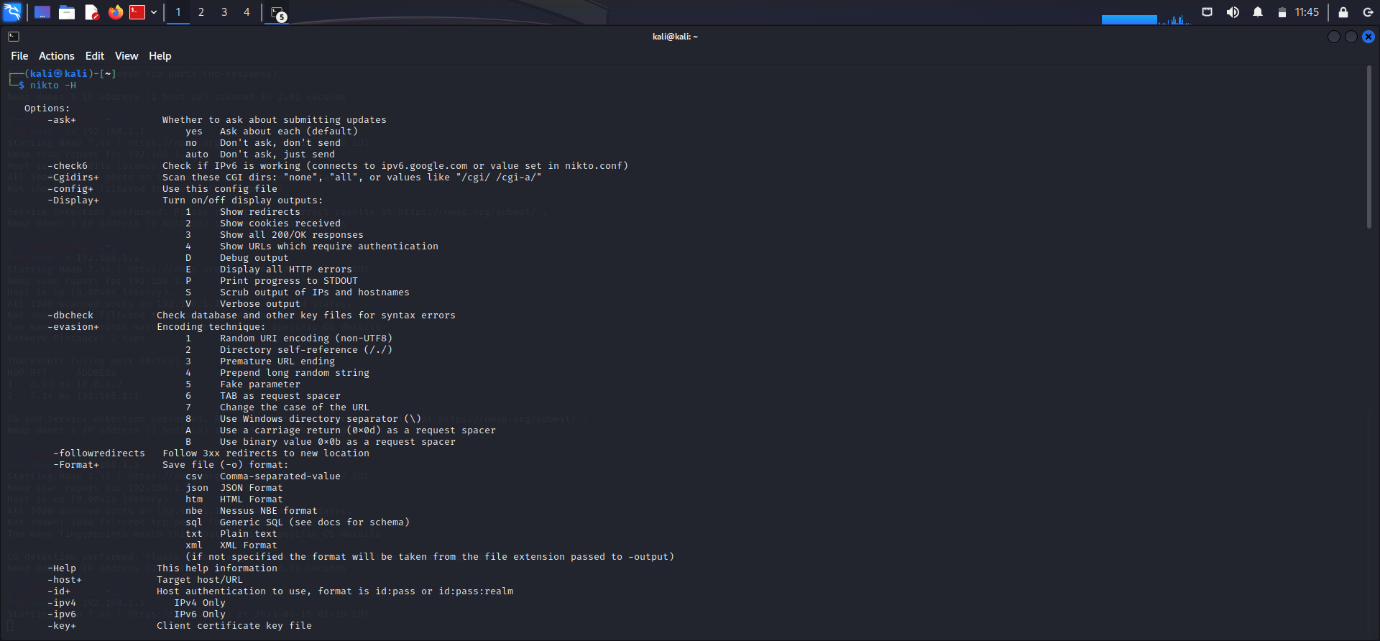 1 2 3 4 5 11:45
kali@kali: ~
File Actions Edit View Help
┌──(kali㉿kali)-[~]
└─$ nikto -H
Options:
-ask+ Whether to ask about submitting updates
yes Ask about each (default)
no Don't ask, don't send
auto Don't ask, just send
-check6 Check if IPv6 is working (connects to ipv6.google.com or value set in nikto.conf)
-Cgidirs+ Scan these CGI dirs: "none", "all", or values like "/cgi/ /cgi-a/"
-config+ Use this config file
-Display+ Turn on/off display outputs:
1 Show redirects
2 Show cookies received
3 Show all 200/OK responses
4 Show URLs which require authentication
D Debug output
E Display all HTTP errors
P Print progress to STDOUT
S Scrub output of IPs and hostnames
V Verbose output
-dbcheck Check database and other key files for syntax errors
-evasion+ Encoding technique:
1 Random URI encoding (non-UTF8)
2 Directory self-reference (/./)
3 Premature URL ending
4 Prepend long random string
5 Fake parameter
6 TAB as request spacer
7 Change the case of the URL
8 Use Windows directory separator (\)
A Use a carriage return (0×0d) as a request spacer
B Use binary value 0×0b as a request spacer
-followredirects Follow 3xx redirects to new location
-Format+ Save file (-o) format:
csv Comma-separated-value
json JSON Format
htm HTML Format
nbe Nessus NBE format
sql Generic SQL (see docs for schema)
txt Plain text
xml XML Format
(if not specified the format will be taken from the file extension passed to -output)
-Help This help information
-host+ Target host/URL
-id+ Host authentication to use, format is id:pass or id:pass:realm
-ipv4 IPv4 Only
-ipv6 IPv6 Only
-key+ Client certificate key file